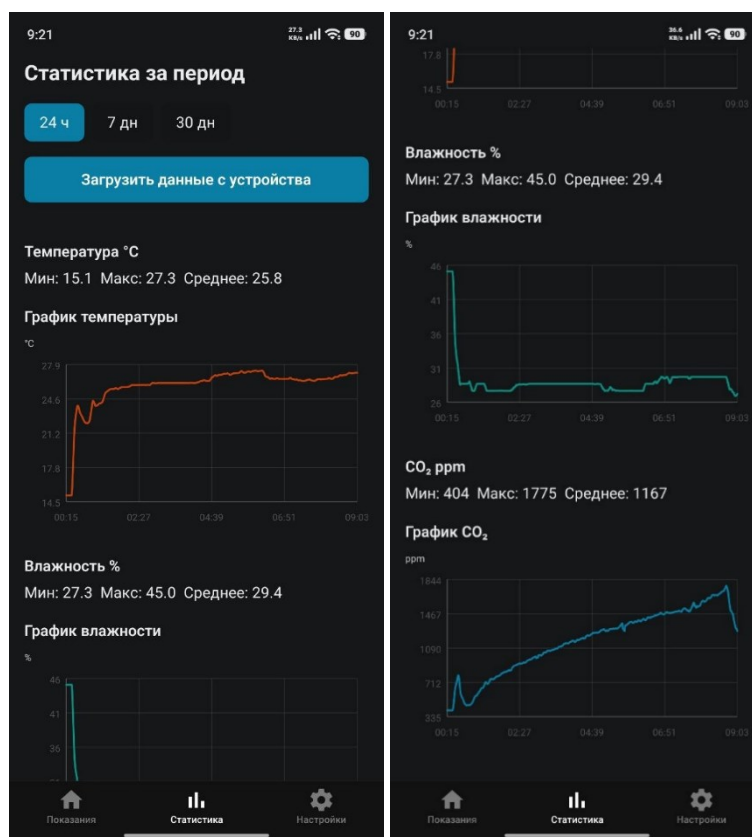 9:21
27.3 KB/s
90
Статистика за период
24 ч 7 дн 30 дн
Загрузить данные с устройства
Температура °C
Мин: 15.1 Макс: 27.3 Среднее: 25.8
График температуры
°C
27.9
24.6
21.2
17.8
14.5
00:15 02:27 04:39 06:51 09:03
Влажность %
Мин: 27.3 Макс: 45.0 Среднее: 29.4
График влажности
%
46
41
36
Показания Статистика Настройки
9:21
36.6 KB/s
90
17.8
14.5
00:15 02:27 04:39 06:51 09:03
Влажность %
Мин: 27.3 Макс: 45.0 Среднее: 29.4
График влажности
%
46
41
36
31
26
00:15 02:27 04:39 06:51 09:03
CO₂ ppm
Мин: 404 Макс: 1775 Среднее: 1167
График CO₂
ppm
1844
1467
1090
712
335
00:15 02:27 04:39 06:51 09:03
Показания Статистика Настройки